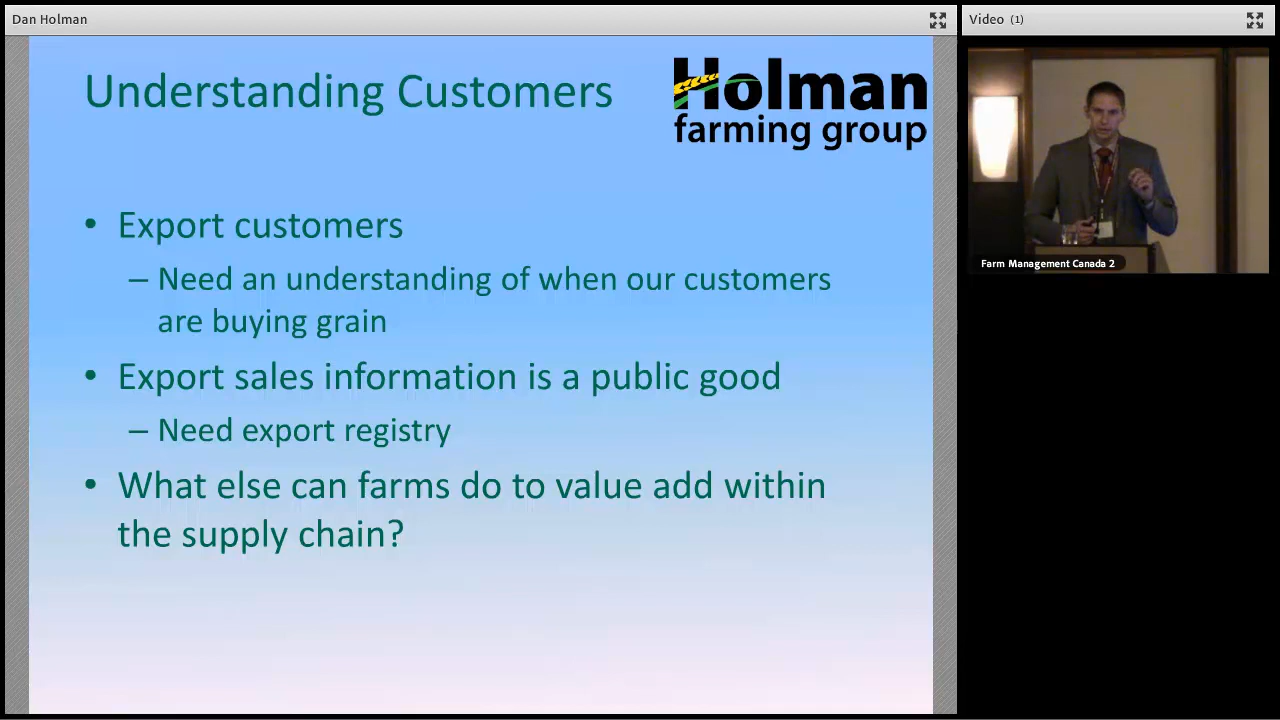 Dan Holman
Video (1)
Understanding Customers
Holman
farming group
• Export customers
– Need an understanding of when our customers
are buying grain
• Export sales information is a public good
– Need export registry
• What else can farms do to value add within
the supply chain?
Farm Management Canada 2